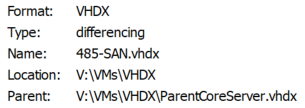 Format: VHDX
Type: differencing
Name: 485-SAN.vhdx
Location: V:\VMs\VHDX
Parent: V:\VMs\VHDX\ParentCoreServer.vhdx